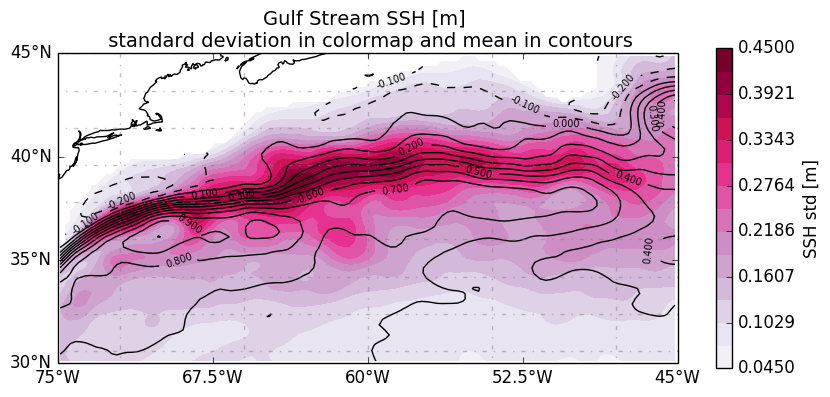 Gulf Stream SSH [m]
standard deviation in colormap and mean in contours
45°N
40°N
35°N
30°N
75°W
67.5°W
60°W
52.5°W
45°W
-0.100
-0.200
-0.100
0.000
0.200
0.300
0.400
-0.200
-0.100
0.100
0.600
0.700
0.500
0.400
0.900
0.800
0.400
0.4500
0.3921
0.3343
0.2764
0.2186
0.1607
0.1029
0.0450
SSH std [m]